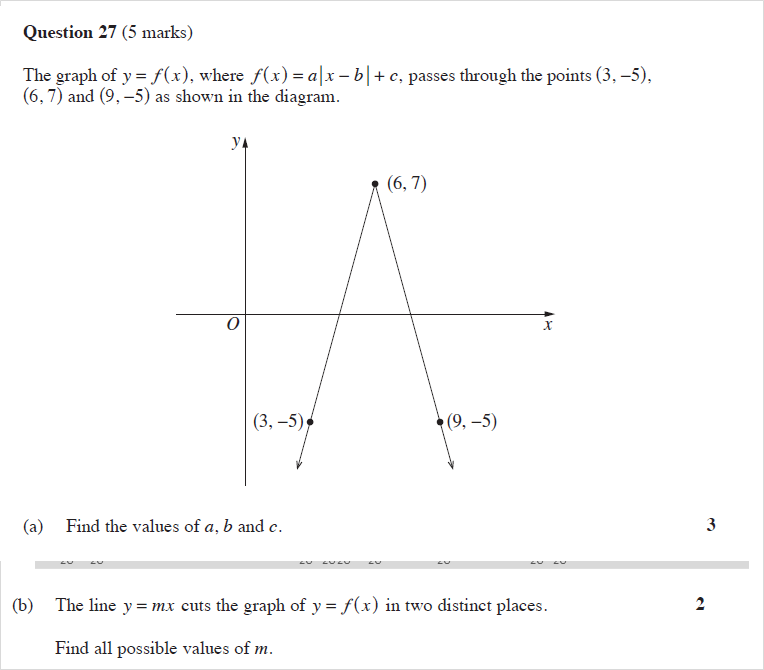 Question 27 (5 marks)
The graph of y = f(x), where f(x) = a|x – b| + c, passes through the points (3, –5),
(6, 7) and (9, –5) as shown in the diagram.
y
(6, 7)
O
x
(3, –5)
(9, –5)
(a) Find the values of a, b and c. 3
(b) The line y = mx cuts the graph of y = f(x) in two distinct places. 2
Find all possible values of m.